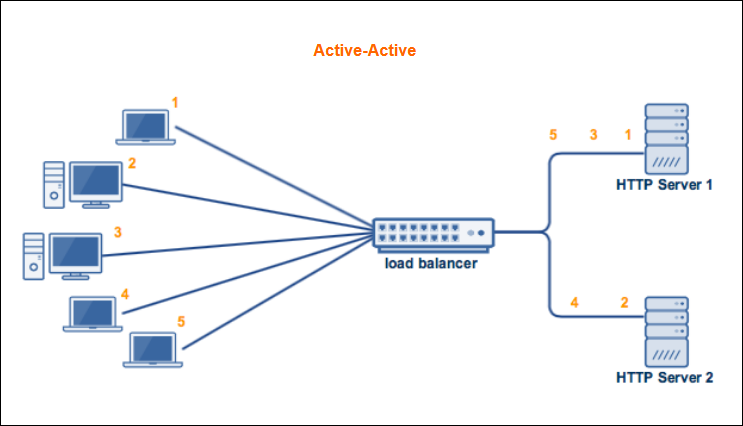 Active-Active
1
2
3
4
5
load balancer
5 3 1
HTTP Server 1
4 2
HTTP Server 2